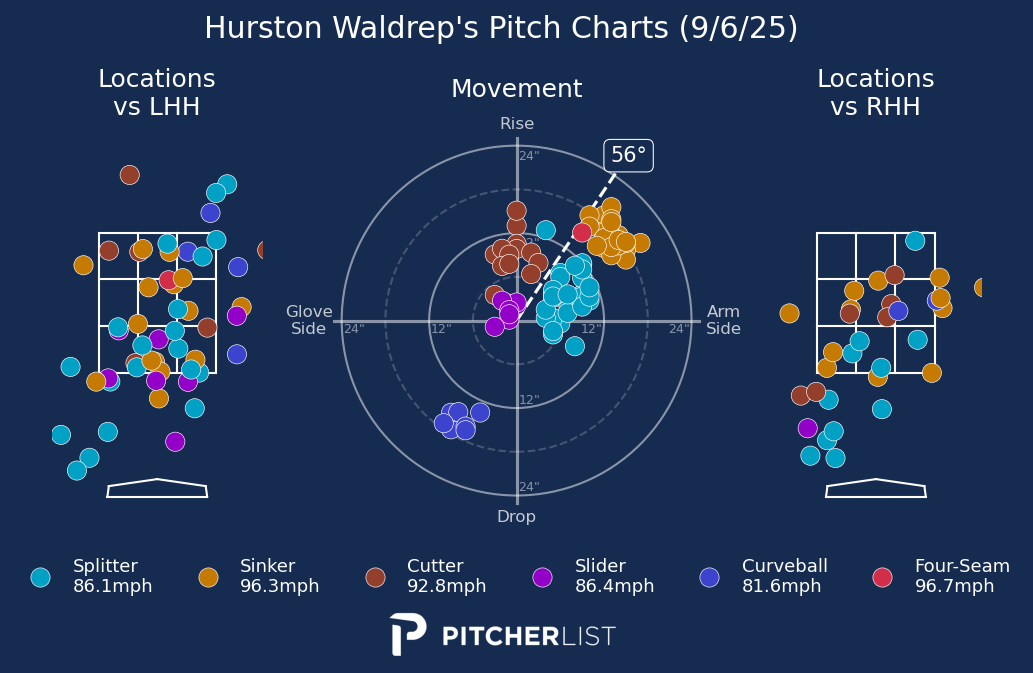 Hurston Waldrep's Pitch Charts (9/6/25)
Locations
vs LHH
Movement
Locations
vs RHH
Rise
56°
24"
Glove
Side
24"
12"
12"
24"
Arm
Side
12"
24"
Drop
Splitter
86.1mph
Sinker
96.3mph
Cutter
92.8mph
Slider
86.4mph
Curveball
81.6mph
Four-Seam
96.7mph
PITCHERLIST